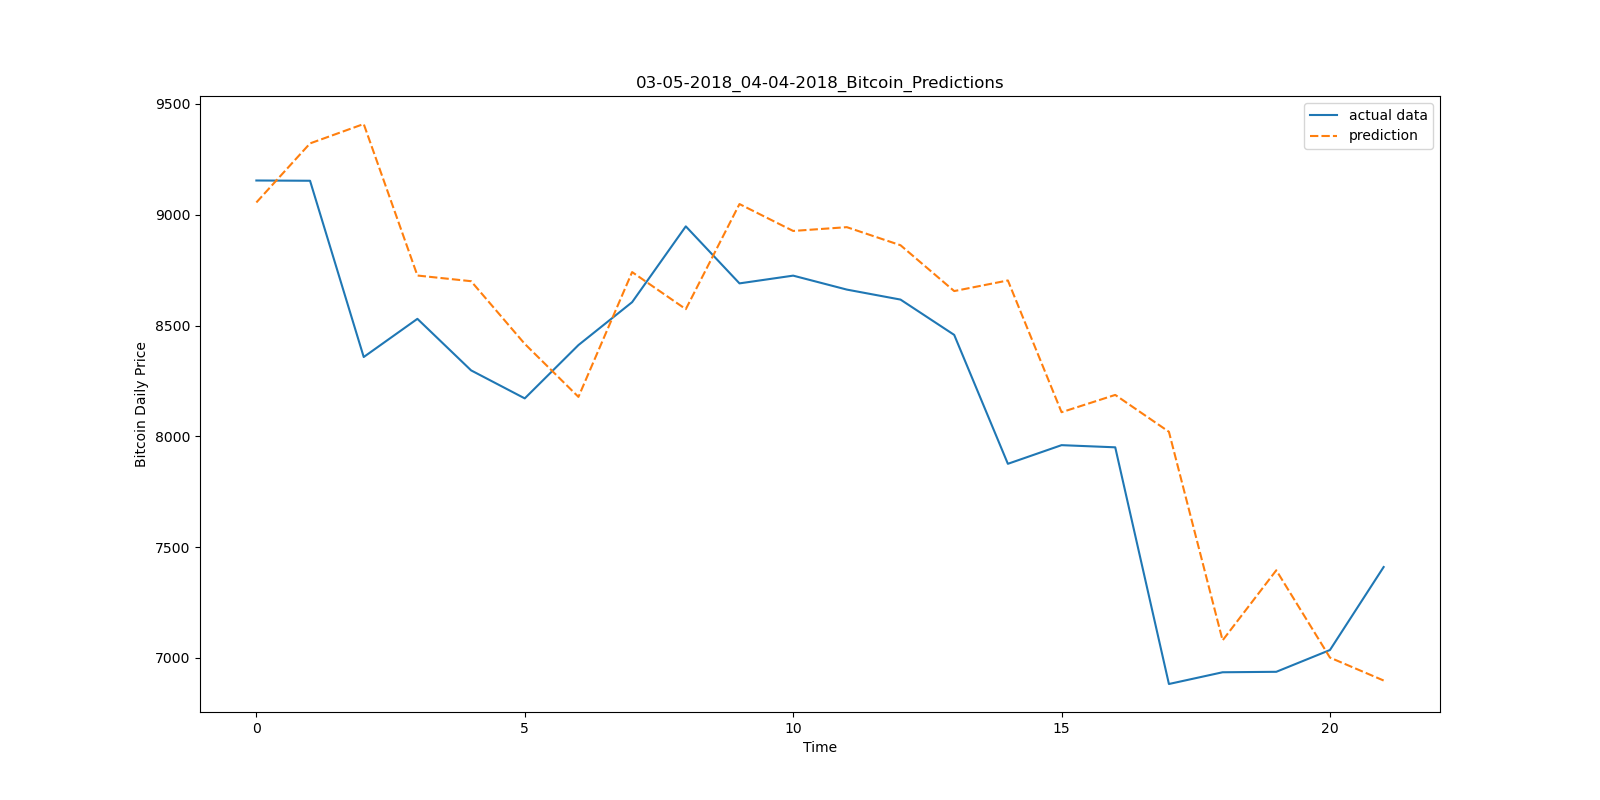 03-05-2018_04-04-2018_Bitcoin_Predictions
actual data
prediction
9500
9000
8500
8000
7500
7000
Bitcoin Daily Price
0 5 10 15 20
Time